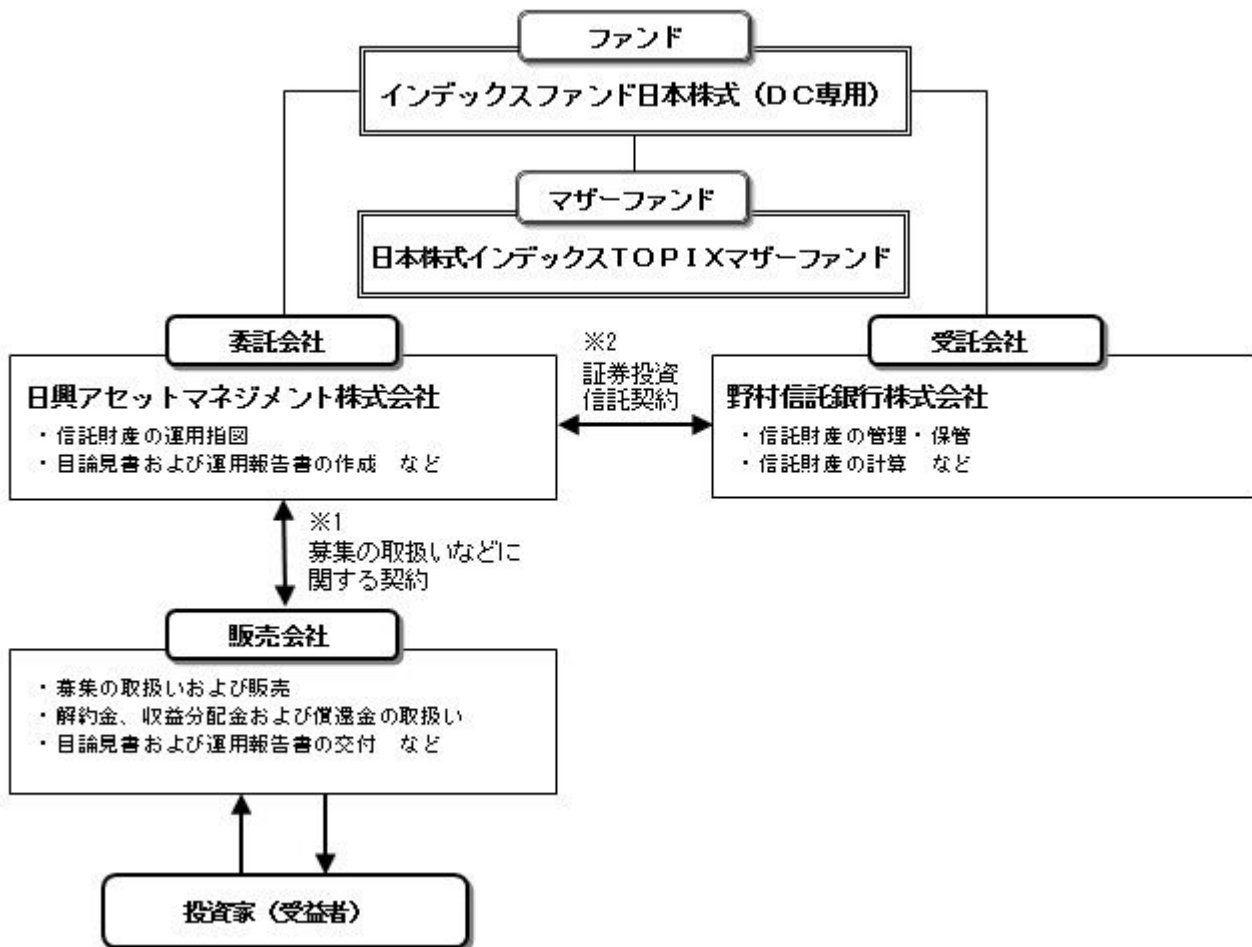 ファンド
インデックスファンド日本株式（ＤＣ専用）
マザーファンド
日本株式インデックスＴＯＰＩＸマザーファンド
委託会社
日興アセットマネジメント株式会社
・信託財産の運用指図
・目論見書および運用報告書の作成　など
※2
証券投資
信託契約
受託会社
野村信託銀行株式会社
・信託財産の管理・保管
・信託財産の計算　など
※1
募集の取扱いなどに
関する契約
販売会社
・募集の取扱いおよび販売
・解約金、収益分配金および償還金の取扱い
・目論見書および運用報告書の交付　など
投資家（受益者）